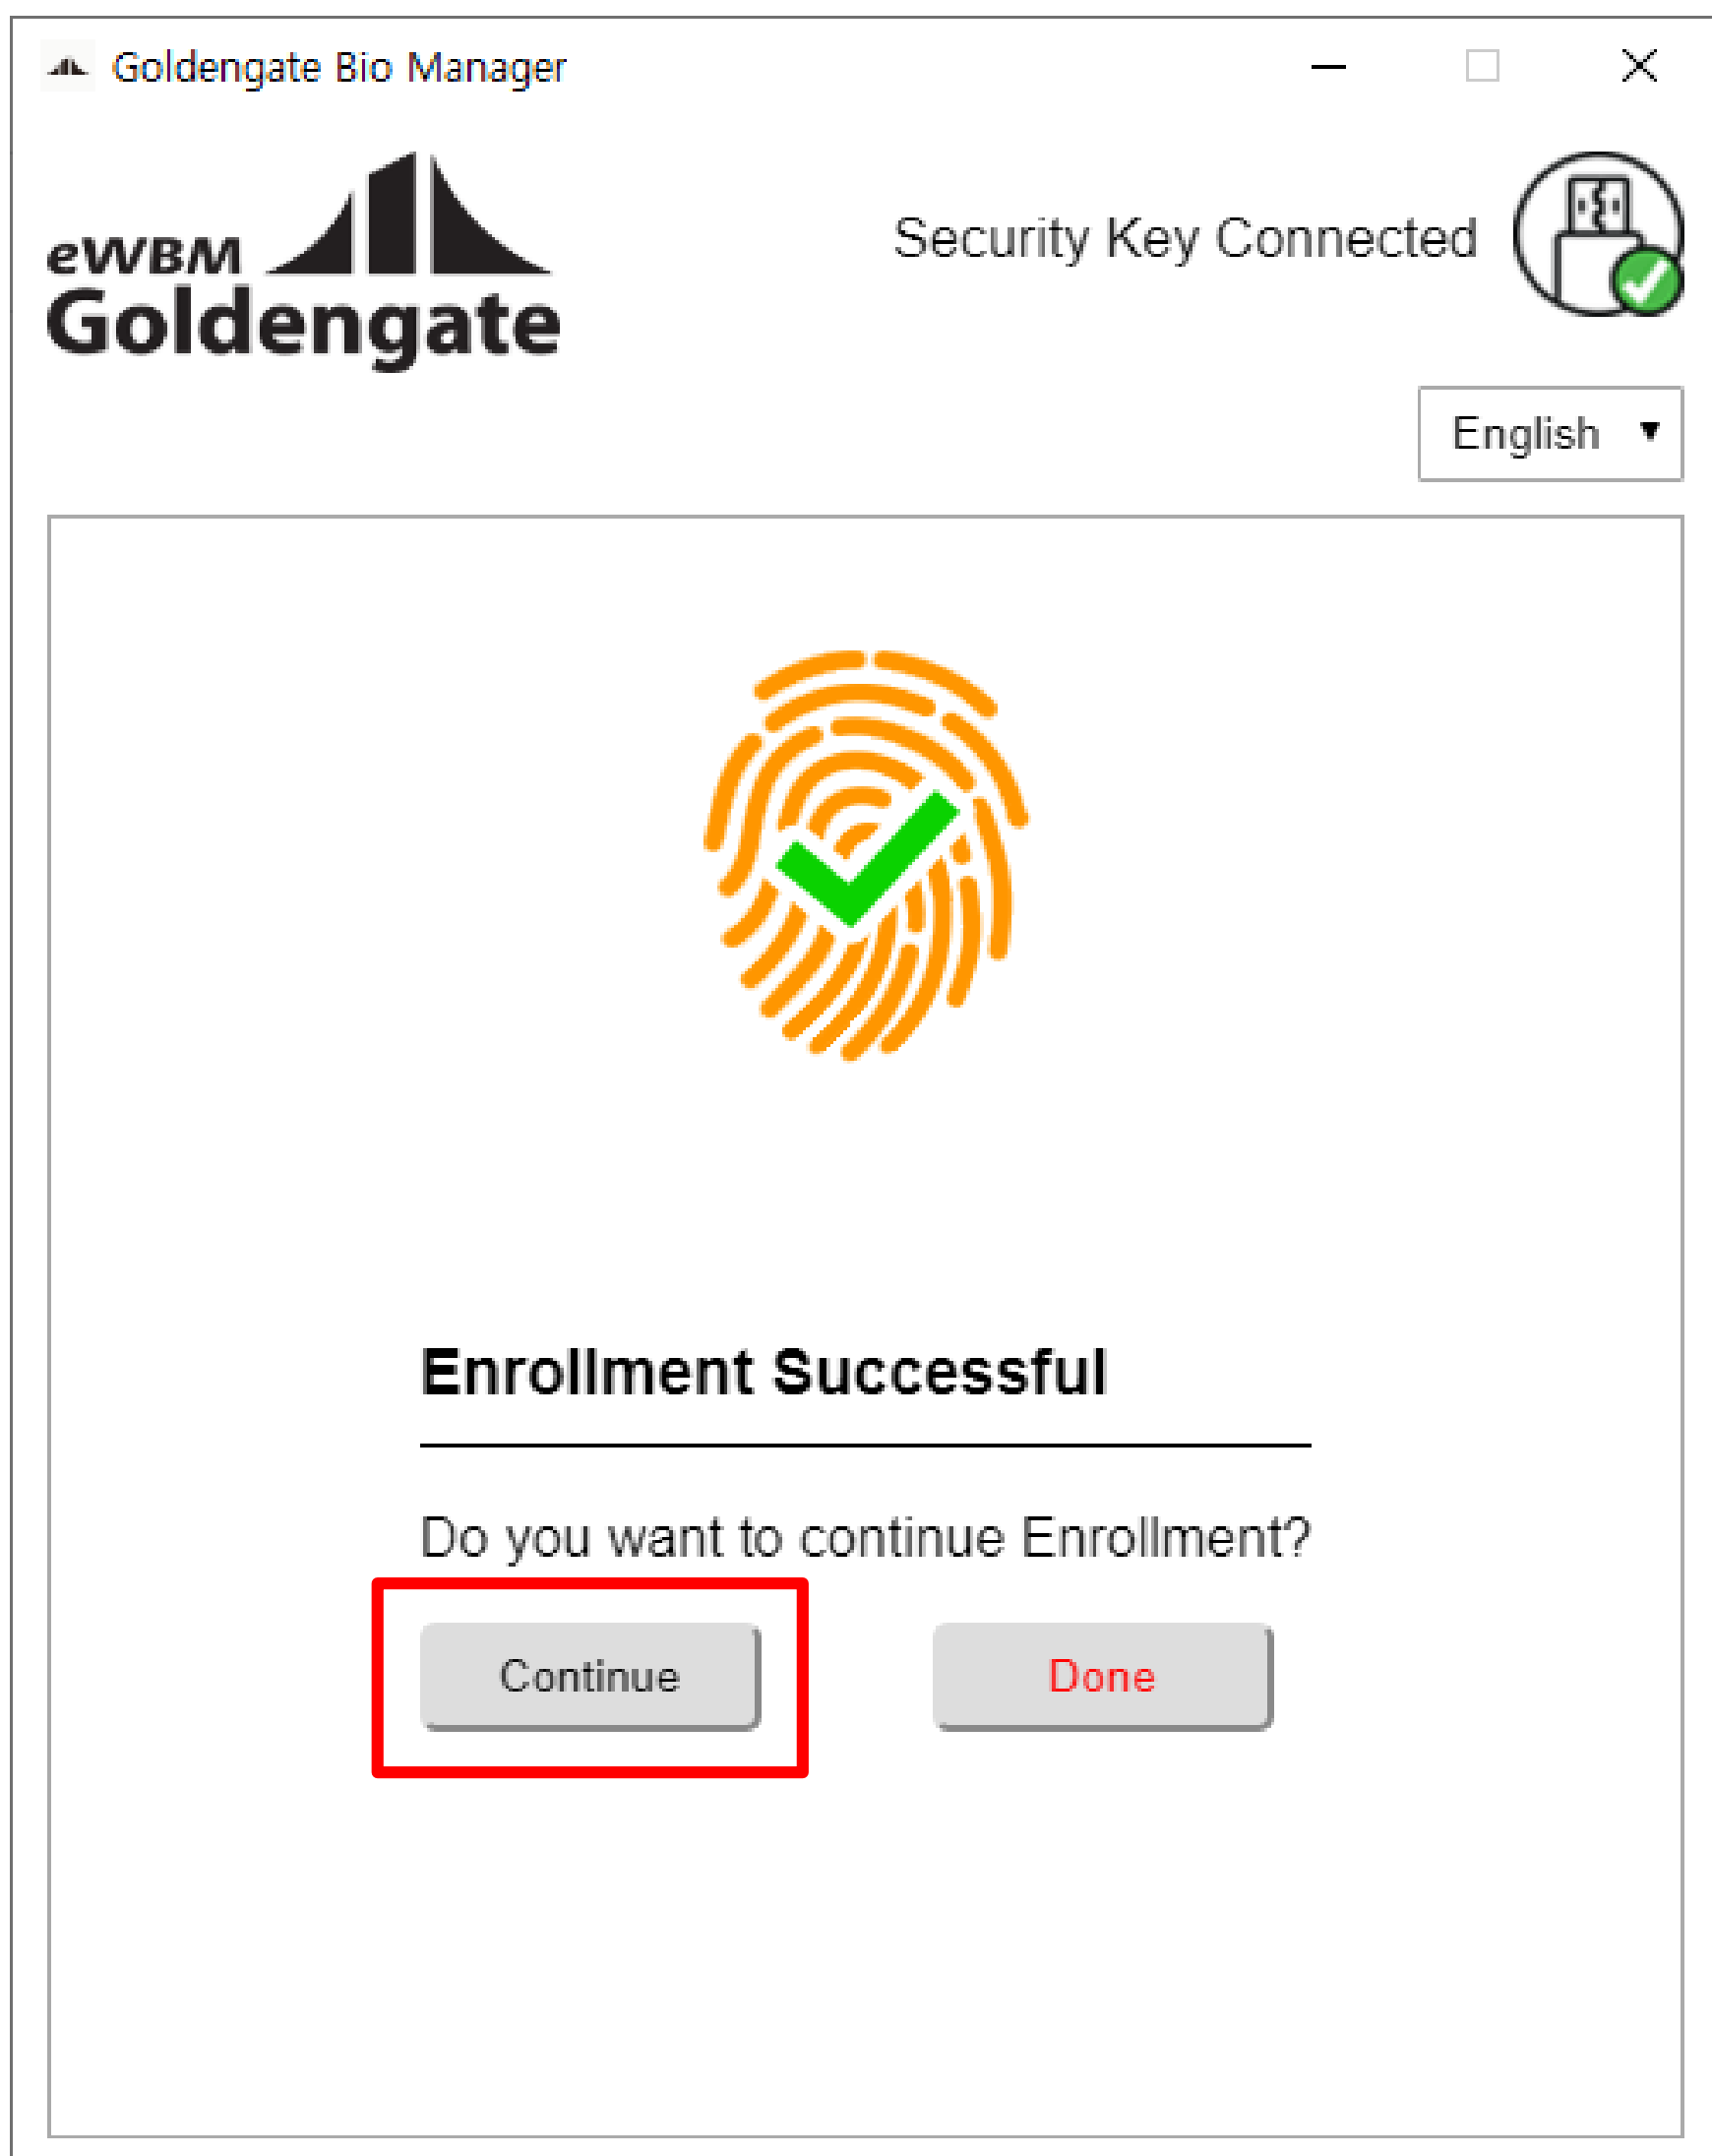 Goldengate Bio Manager
eWBM
Goldengate
Security Key Connected
English
Enrollment Successful
Do you want to continue Enrollment?
Continue
Done